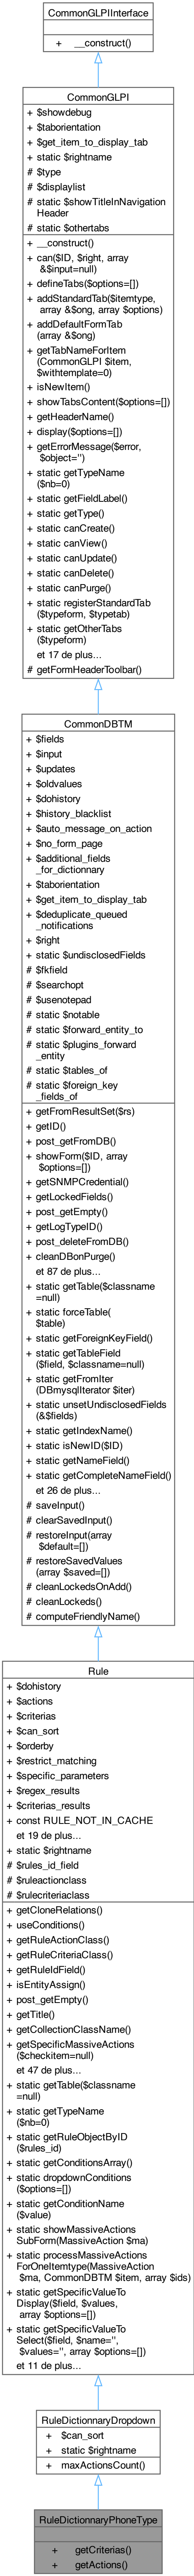 CommonGLPIInterface
+ __construct()
CommonGLPI
+ $showdebug
+ $taborientation
+ $get_item_to_display_tab
+ static $rightname
# $type
# $displaylist
# static $showTitleInNavigation
Header
# static $othertabs
+ __construct()
+ can($ID, $right, array
&$input=null)
+ defineTabs($options=[])
+ addStandardTab($itemtype,
array &$ong, array $options)
+ addDefaultFormTab
(array &$ong)
+ getTabNameForItem
(CommonGLPI $item,
$withtemplate=0)
+ isNewItem()
+ showTabsContent($options=[])
+ getHeaderName()
+ display($options=[])
+ getErrorMessage($error,
$object='')
+ static getTypeName
($nb=0)
+ static getFieldLabel()
+ static getType()
+ static canCreate()
+ static canView()
+ static canUpdate()
+ static canDelete()
+ static canPurge()
+ static registerStandardTab
($typeform, $typetab)
+ static getOtherTabs
($typeform)
et 17 de plus...
# getFormHeaderToolbar()
CommonDBTM
+ $fields
+ $input
+ $updates
+ $oldvalues
+ $dohistory
+ $history_blacklist
+ $auto_message_on_action
+ $no_form_page
+ $additional_fields
_for_dictionnary
+ $taborientation
+ $get_item_to_display_tab
+ $deduplicate_queued
_notifications
+ $right
+ static $undisclosedFields
# $fkfield
# $searchopt
# $usenotepad
# static $notable
# static $forward_entity_to
# static $plugins_forward
_entity
# static $tables_of
# static $foreign_key
_fields_of
+ getFromResultSet($rs)
+ getID()
+ post_getFromDB()
+ showForm($ID, array
$options=[])
+ getSNMPCredential()
+ getLockedFields()
+ post_getEmpty()
+ getLogTypeID()
+ post_deleteFromDB()
+ cleanDBonPurge()
et 87 de plus...
+ static getTable($classname
=null)
+ static forceTable(
$table)
+ static getForeignKeyField()
+ static getTableField
($field, $classname=null)
+ static getFromIter
(DBmysqlIterator $iter)
+ static unsetUndisclosedFields
(&$fields)
+ static getIndexName()
+ static isNewID($ID)
+ static getNameField()
+ static getCompleteNameField()
et 26 de plus...
# saveInput()
# clearSavedInput()
# restoreInput(array
$default=[])
# restoreSavedValues
(array $saved=[])
# cleanLockedsOnAdd()
# cleanLockeds()
# computeFriendlyName()
Rule
+ $dohistory
+ $actions
+ $criterias
+ $can_sort
+ $orderby
+ $restrict_matching
+ $specific_parameters
+ $regex_results
+ $criterias_results
+ const RULE_NOT_IN_CACHE
et 19 de plus...
+ static $rightname
# $rules_id_field
# $ruleactionclass
# $rulecriteriaclass
+ getCloneRelations()
+ useConditions()
+ getRuleActionClass()
+ getRuleCriteriaClass()
+ getRuleIdField()
+ isEntityAssign()
+ post_getEmpty()
+ getTitle()
+ getCollectionClassName()
+ getSpecificMassiveActions
($checkitem=null)
et 47 de plus...
+ static getTable($classname
=null)
+ static getTypeName
($nb=0)
+ static getRuleObjectByID
($rules_id)
+ static getConditionsArray()
+ static dropdownConditions
($options=[])
+ static getConditionName
($value)
+ static showMassiveActions
SubForm(MassiveAction $ma)
+ static processMassiveActions
ForOneItemtype(MassiveAction
$ma, CommonDBTM $item, array $ids)
+ static getSpecificValueTo
Display($field, $values,
array $options=[])
+ static getSpecificValueTo
Select($field, $name='',
$values='', array $options=[])
et 11 de plus...
RuleDictionnaryDropdown
+ $can_sort
+ static $rightname
+ maxActionsCount()
RuleDictionnaryPhoneType
+ getCriterias()
+ getActions()